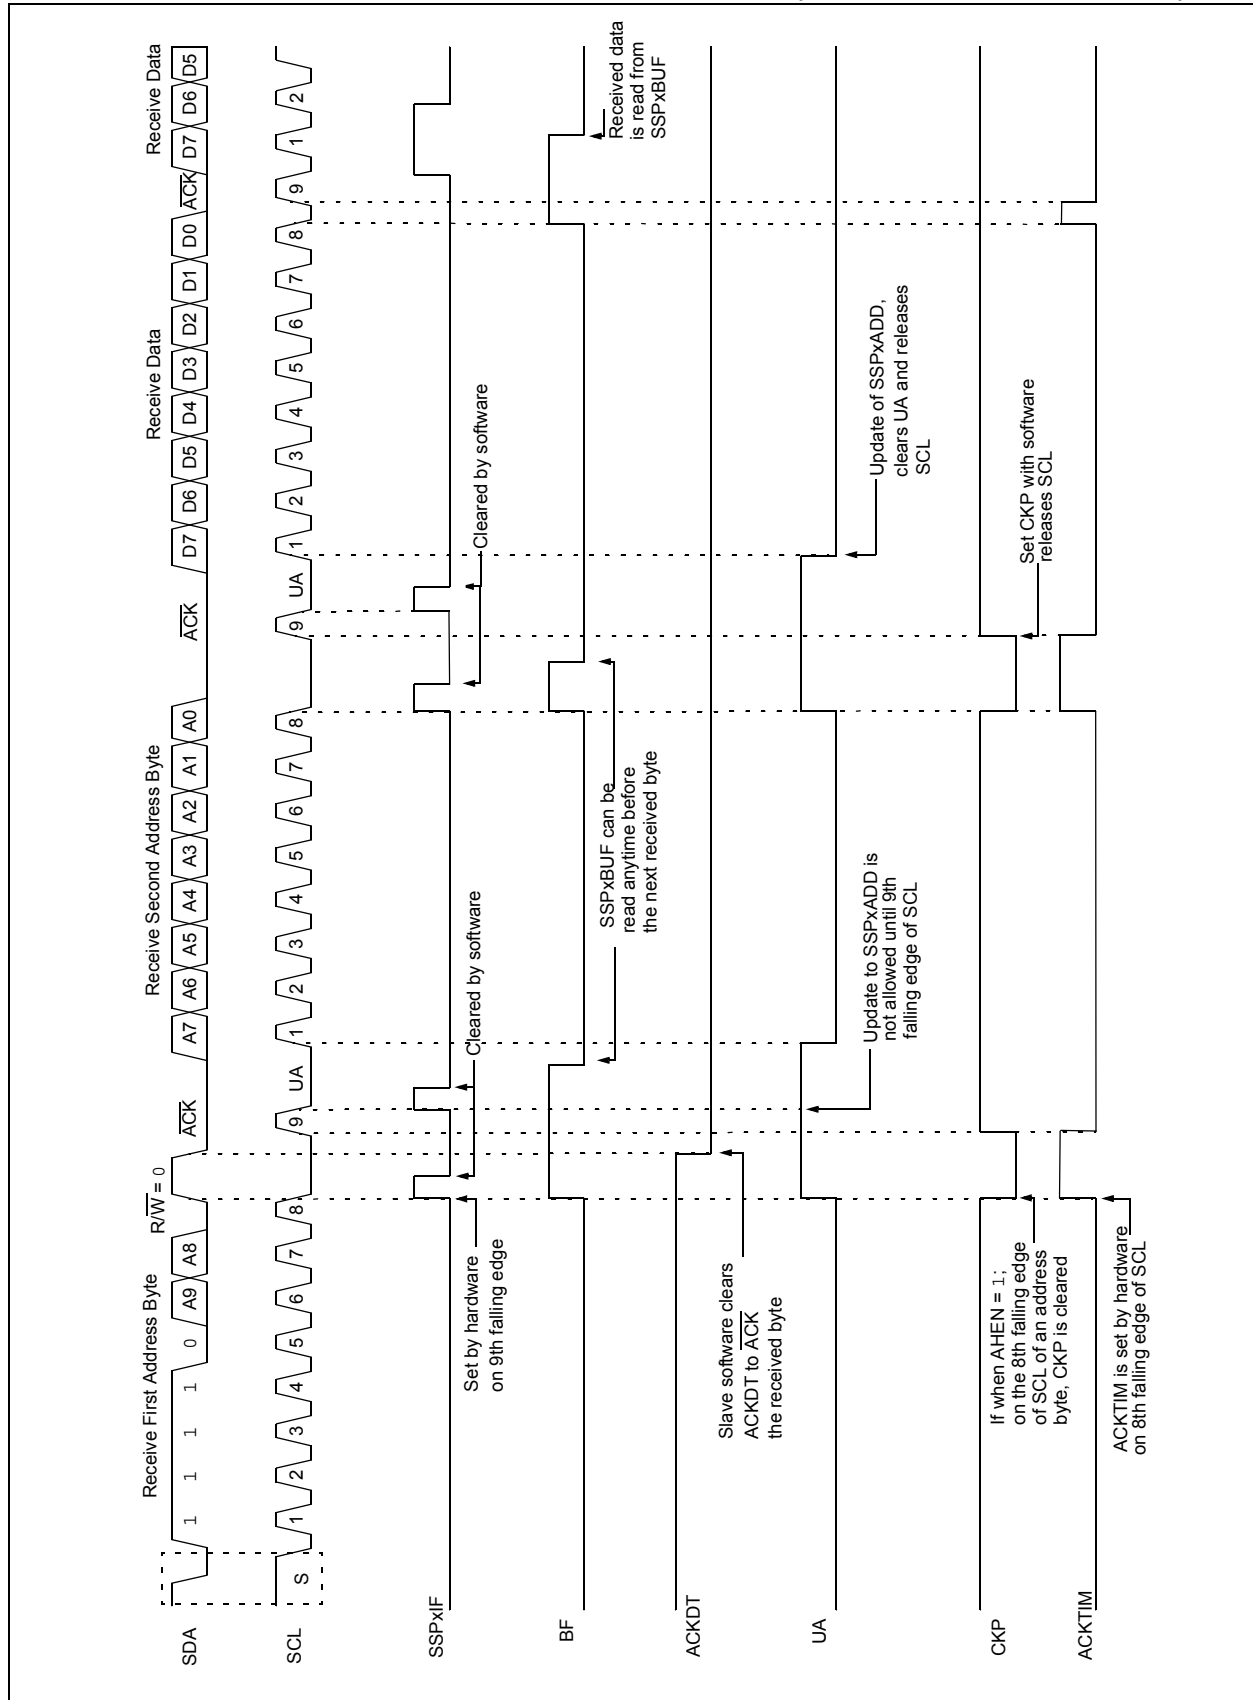 Receive First Address Byte
R/W = 0
ACK
Receive Second Address Byte
ACK
Receive Data
ACK
Receive Data
SDA
1 1 1 1 0 A9 A8
A7 A6 A5 A4 A3 A2 A1 A0
D7 D6 D5 D4 D3 D2 D1 D0
D7 D6 D5
SCL
S
1 2 3 4 5 6 7 8 9 UA
1 2 3 4 5 6 7 8 9 UA
1 2 3 4 5 6 7 8 9
1 2
SSPxIF
Set by hardware
on 9th falling edge
Cleared by software
Cleared by software
BF
SSPxBUF can be
read anytime before
the next received byte
Received data
is read from
SSPxBUF
ACKDT
Slave software clears
ACKDT to ACK
the received byte
UA
Update to SSPxADD is
not allowed until 9th
falling edge of SCL
Update of SSPxADD,
clears UA and releases
SCL
CKP
If when AHEN = 1;
on the 8th falling edge
of SCL of an address
byte, CKP is cleared
Set CKP with software
releases SCL
ACKTIM
ACKTIM is set by hardware
on 8th falling edge of SCL